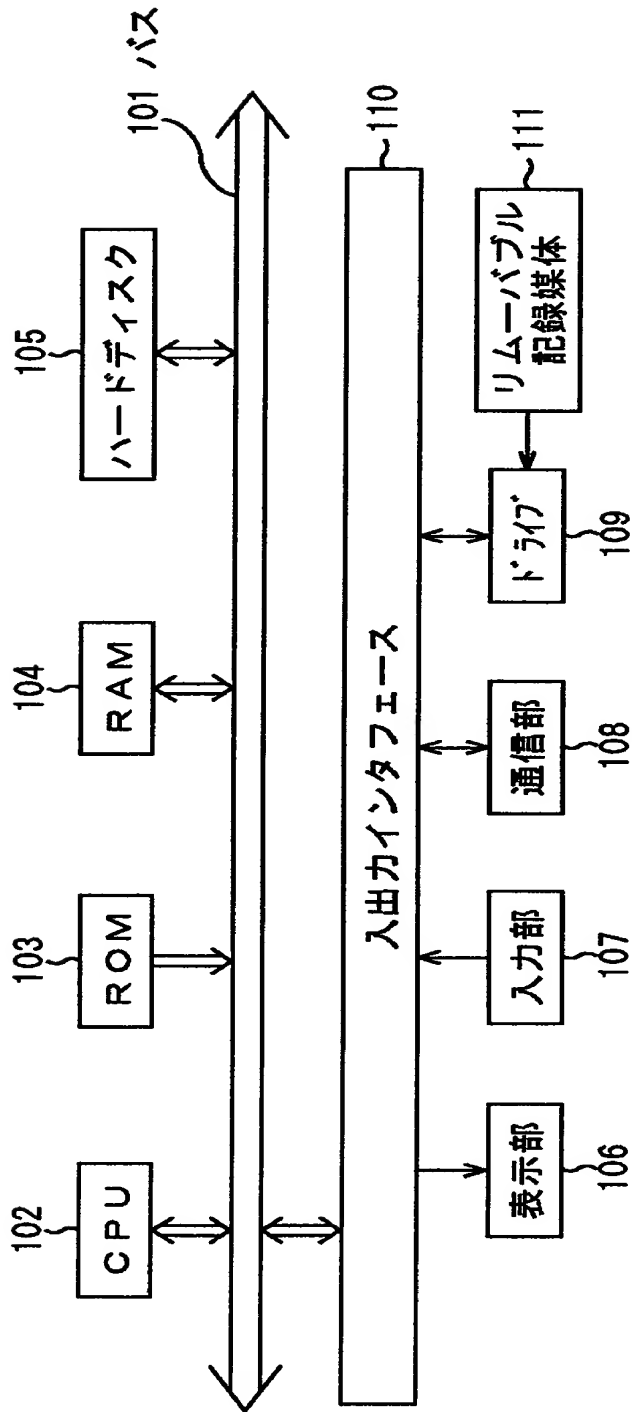 102
CPU
103
ROM
104
RAM
105
ハードディスク
101 バス
110
入出力インタフェース
表示部
106
入力部
107
通信部
108
ドライブ
109
リムーバブル
記録媒体
111